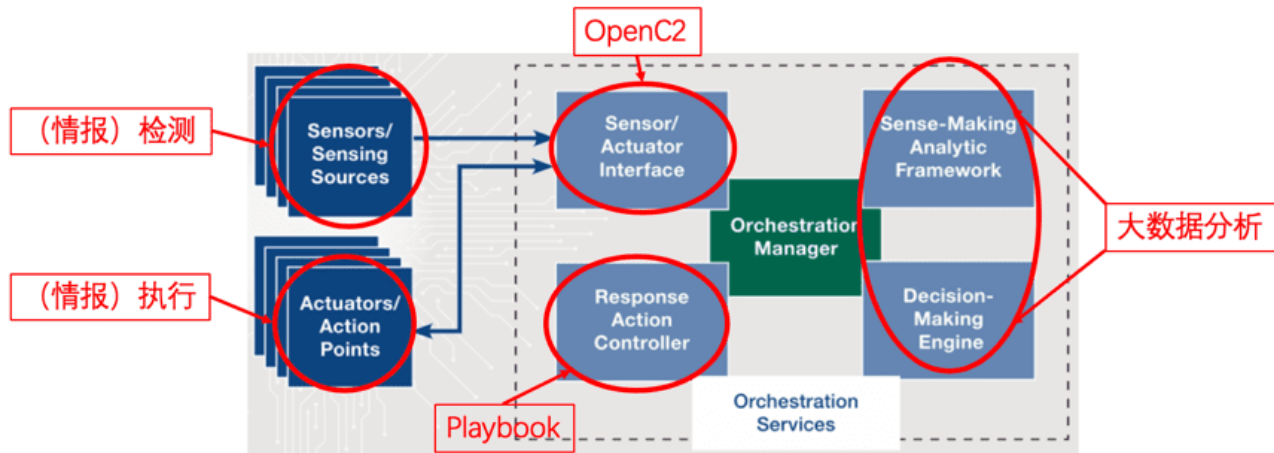 OpenC2
（情报）检测
Sensors/
Sensing
Sources
Sensor/
Actuator
Interface
Sense-Making
Analytic
Framework
Orchestration
Manager
大数据分析
（情报）执行
Actuators/
Action
Points
Response
Action
Controller
Decision-
Making
Engine
Playbbok
Orchestration
Services